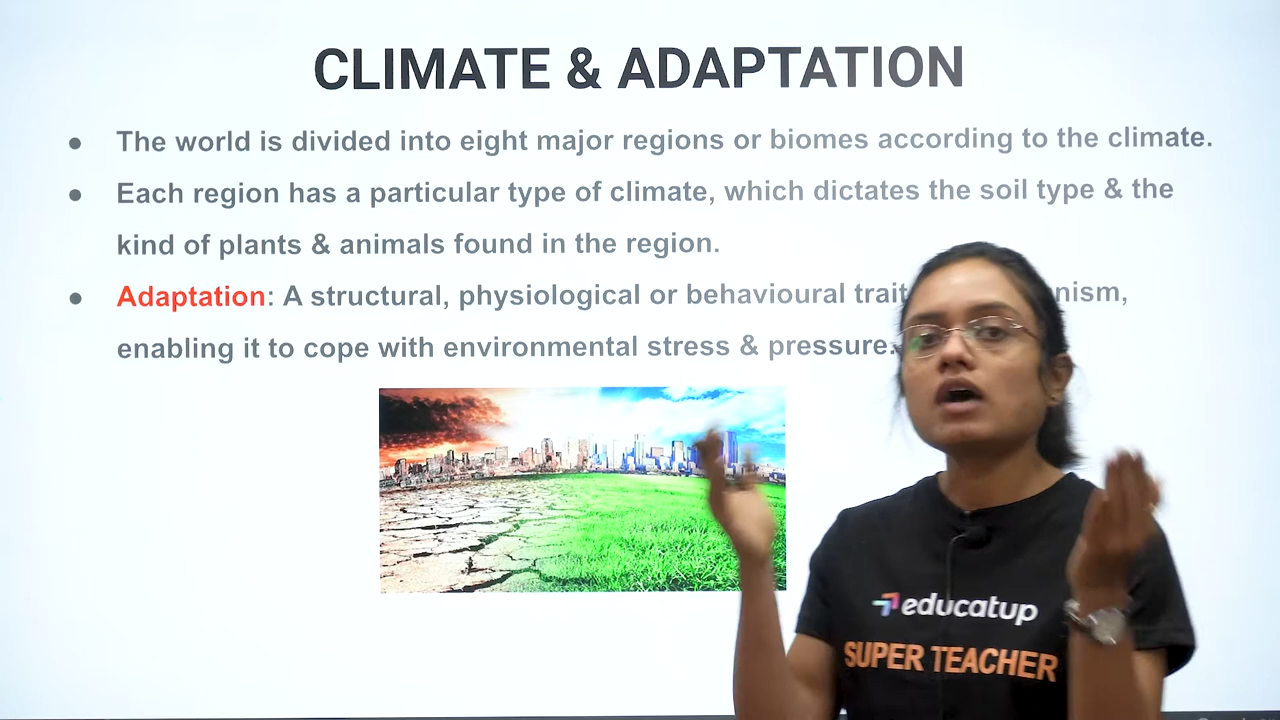 CLIMATE & ADAPTATION
● The world is divided into eight major regions or biomes according to the climate.
● Each region has a particular type of climate, which dictates the soil type & the
kind of plants & animals found in the region.
● Adaptation: A structural, physiological or behavioural trait
enabling it to cope with environmental stress & pressure.
educatup
SUPER TEACHER